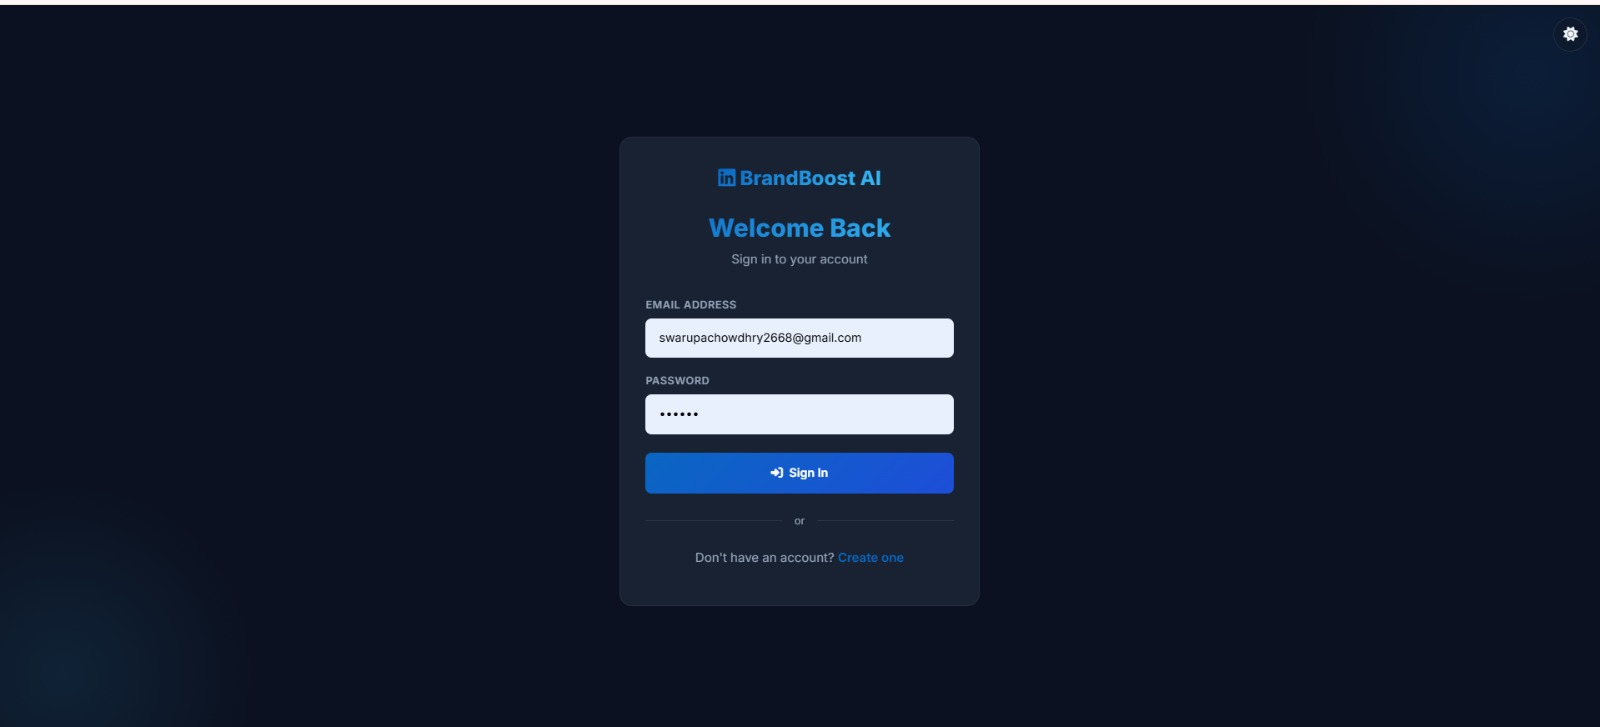 in BrandBoost AI
Welcome Back
Sign in to your account
EMAIL ADDRESS
swarupachowdhry2668@gmail.com
PASSWORD
••••••
Sign In
or
Don't have an account? Create one